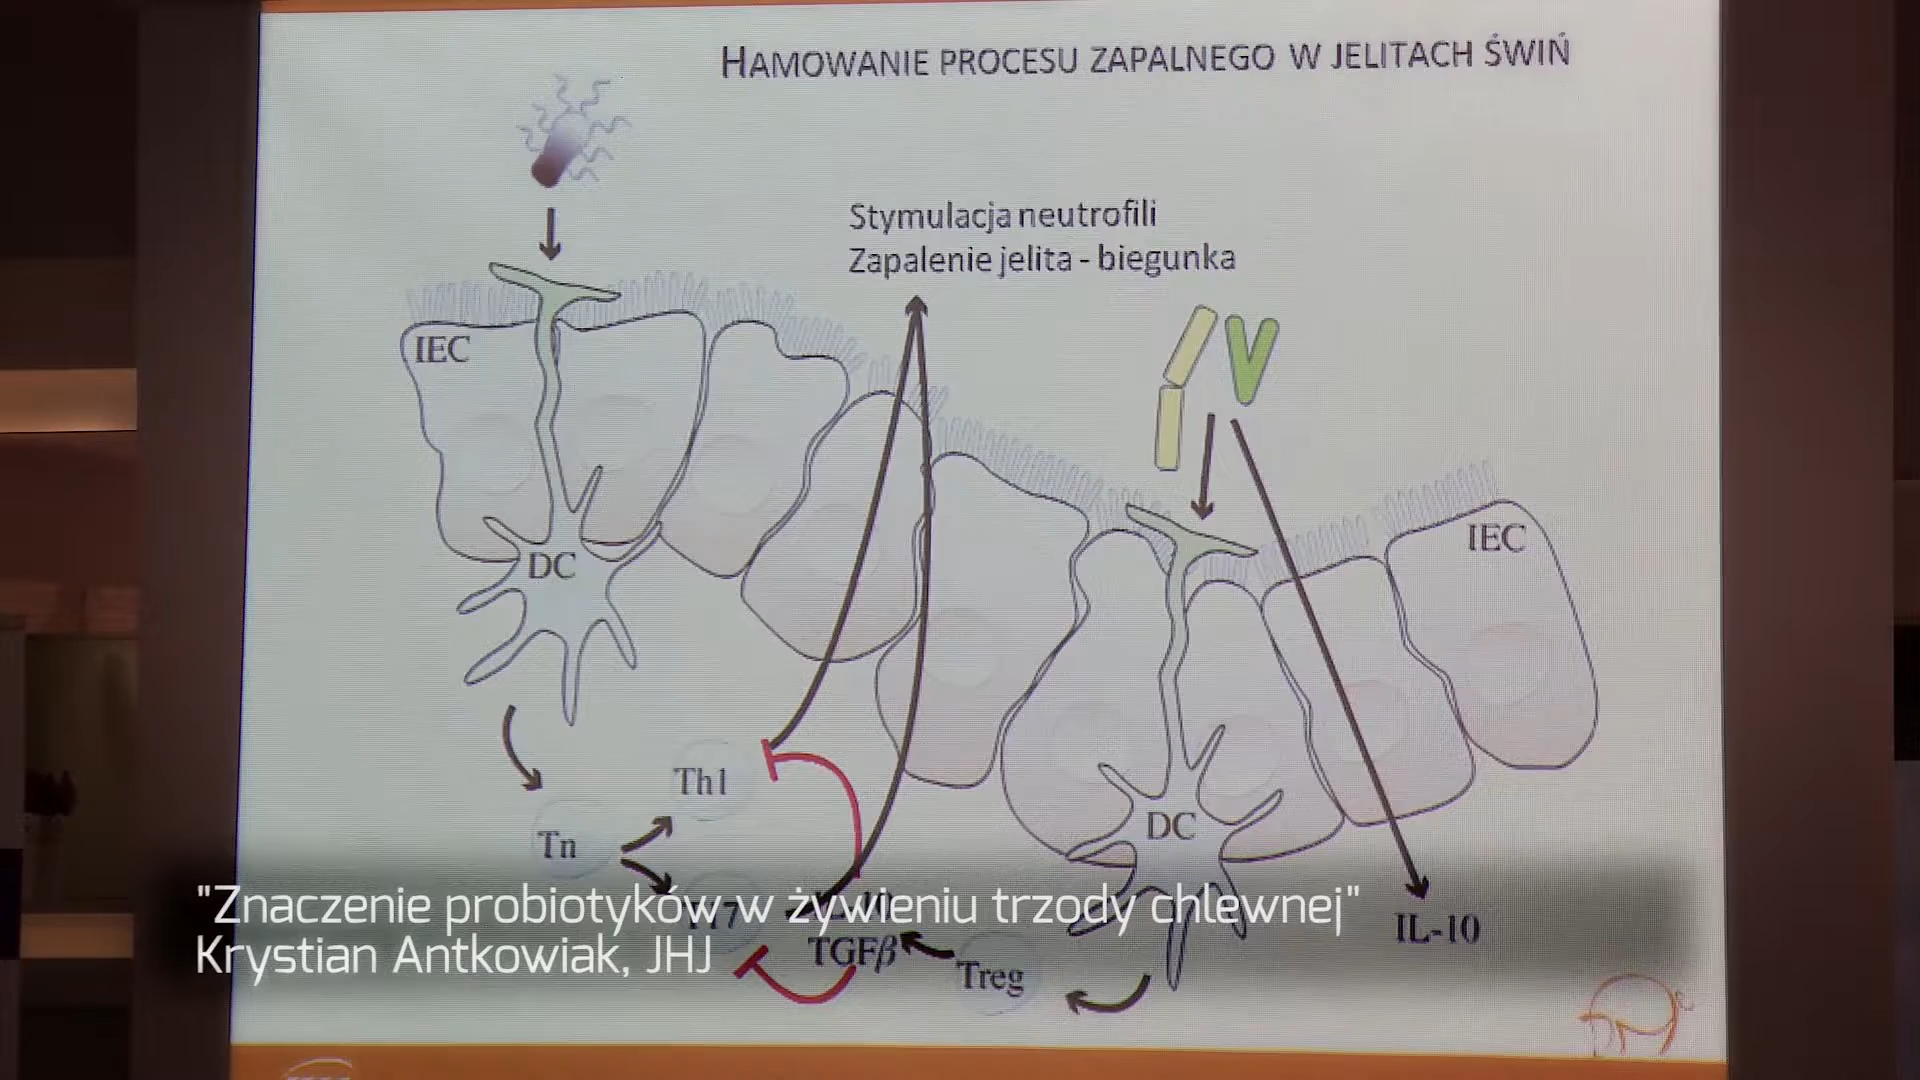 HAMOWANIE PROCESU ZAPALNEGO W JELITACH ŚWIŃ
Stymulacja neutrofili
Zapalenie jelita - biegunka
IEC
IEC
DC
DC
Th1
Tn
TGFβ
Treg
IL-10
"Znaczenie probiotyków w żywieniu trzody chlewnej"
Krystian Antkowiak, JHJ